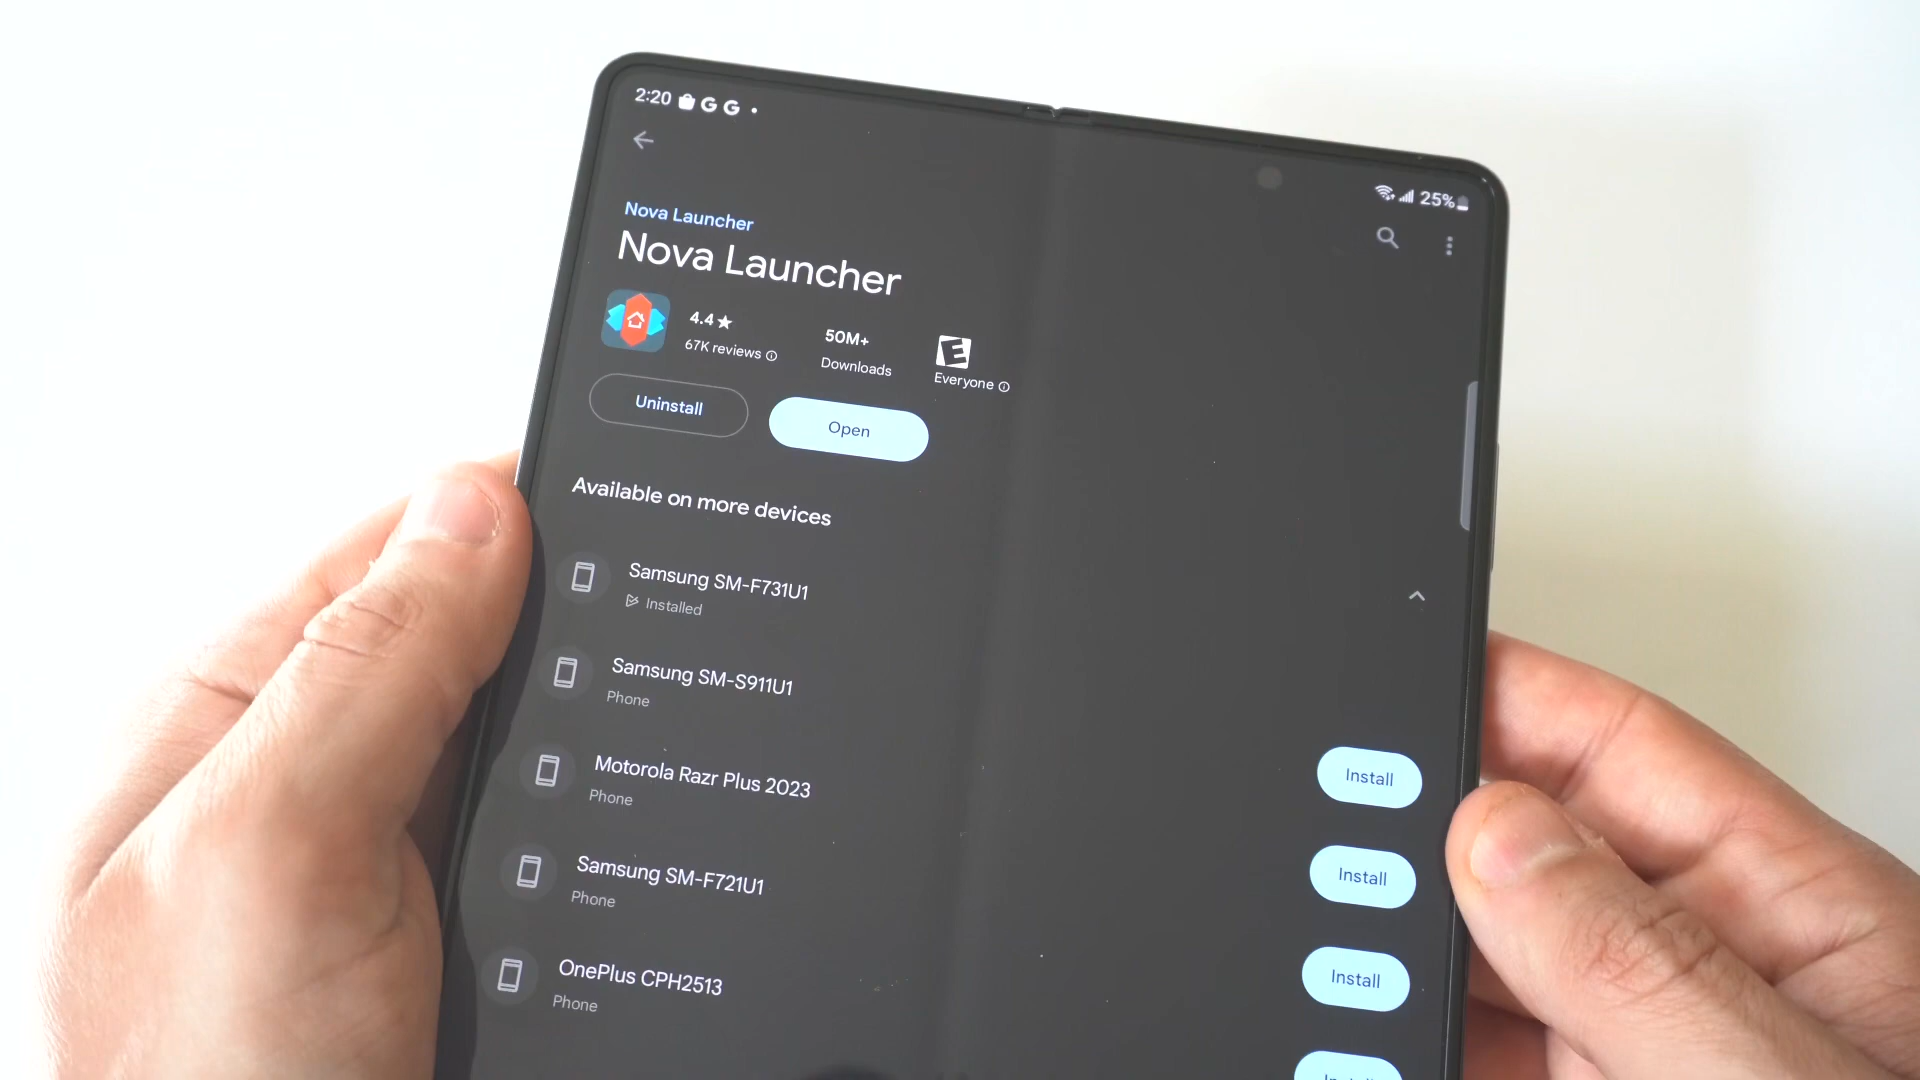 2:20 G G
25%
Nova Launcher
Nova Launcher
4.4★
67K reviews
50M+
Downloads
E
Everyone
Uninstall
Open
Available on more devices
Samsung SM-F731U1
Installed
Samsung SM-S911U1
Phone
Install
Motorola Razr Plus 2023
Phone
Install
Samsung SM-F721U1
Phone
Install
OnePlus CPH2513
Phone